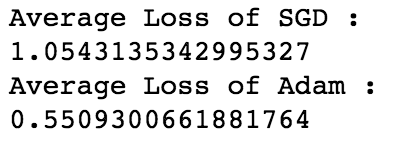 Average Loss of SGD :
1.0543135342995327
Average Loss of Adam :
0.5509300661881764